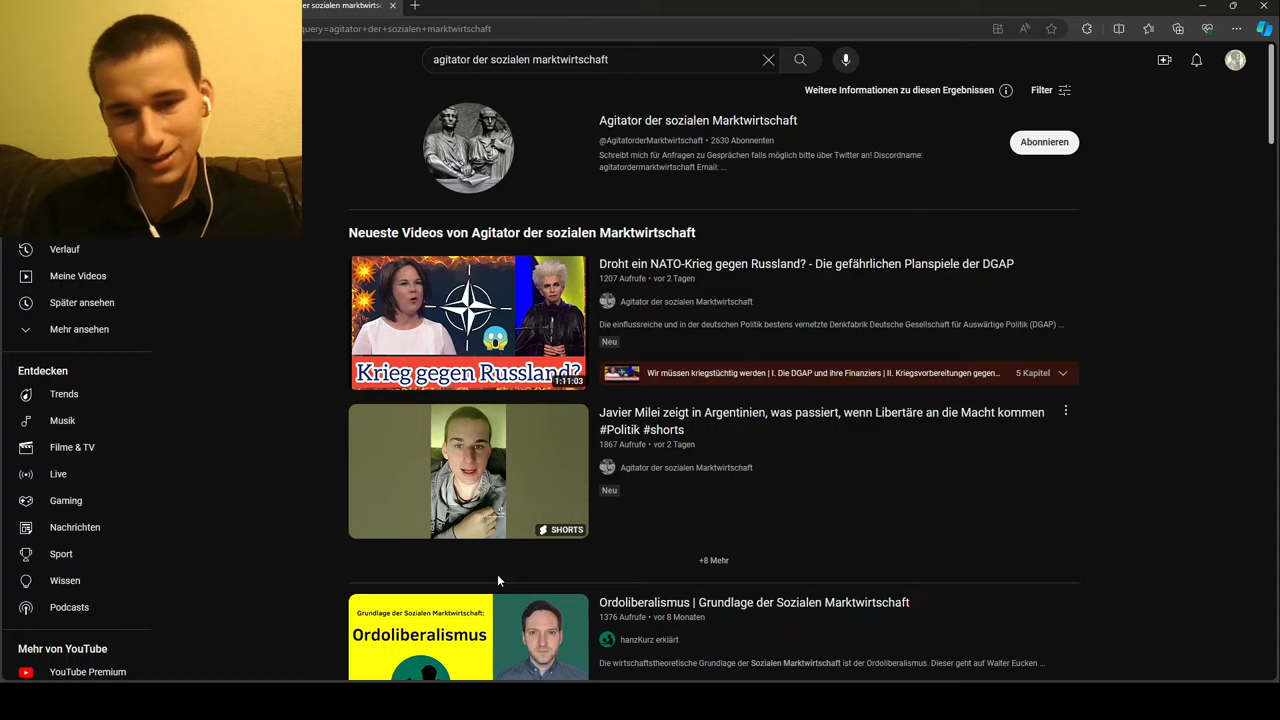 er sozialen marktwirtsch
query=agitator+der+sozialen+marktwirtschaft
agitator der sozialen marktwirtschaft
Weitere Informationen zu diesen Ergebnissen
Filter
Agitator der sozialen Marktwirtschaft
@AgitatorderMarktwirtschaft • 2630 Abonnenten
Schreibt mich für Anfragen zu Gesprächen falls möglich bitte über Twitter an! Discordname:
agitatordermarktwirtschaft Email: ...
Abonnieren
Neueste Videos von Agitator der sozialen Marktwirtschaft
Krieg gegen Russland?
1:11:03
Droht ein NATO-Krieg gegen Russland? - Die gefährlichen Planspiele der DGAP
1207 Aufrufe • vor 2 Tagen
Agitator der sozialen Marktwirtschaft
Die einflussreiche und in der deutschen Politik bestens vernetzte Denkfabrik Deutsche Gesellschaft für Auswärtige Politik (DGAP) ...
Neu
Wir müssen kriegstüchtig werden | I. Die DGAP und ihre Finanziers | II. Kriegsvorbereitungen gegen...
5 Kapitel
SHORTS
Javier Milei zeigt in Argentinien, was passiert, wenn Libertäre an die Macht kommen
#Politik #shorts
1867 Aufrufe • vor 2 Tagen
Agitator der sozialen Marktwirtschaft
Neu
+8 Mehr
Grundlage der Sozialen Marktwirtschaft:
Ordoliberalismus
Ordoliberalismus | Grundlage der Sozialen Marktwirtschaft
1376 Aufrufe • vor 8 Monaten
hanzKurz erklärt
Die wirtschaftstheoretische Grundlage der Sozialen Marktwirtschaft ist der Ordoliberalismus. Dieser geht auf Walter Eucken ...
Verlauf
Meine Videos
Später ansehen
Mehr ansehen
Entdecken
Trends
Musik
Filme & TV
Live
Gaming
Nachrichten
Sport
Wissen
Podcasts
Mehr von YouTube
YouTube Premium